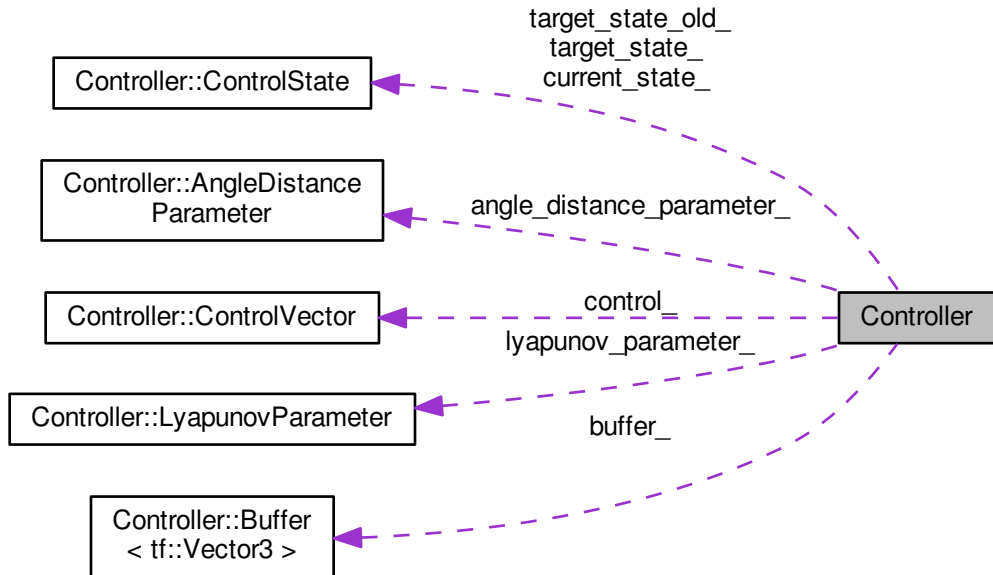 target_state_old_
target_state_
current_state_
Controller::ControlState
Controller::AngleDistance
Parameter
angle_distance_parameter_
Controller::ControlVector
control_
Controller
lyapunov_parameter_
Controller::LyapunovParameter
buffer_
Controller::Buffer
< tf::Vector3 >